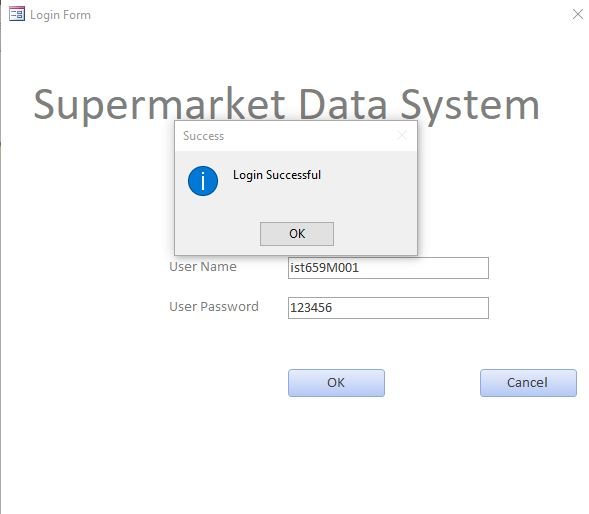 Login Form
Supermarket Data System
Success
Login Successful
OK
User Name ist659M001
User Password 123456
OK Cancel